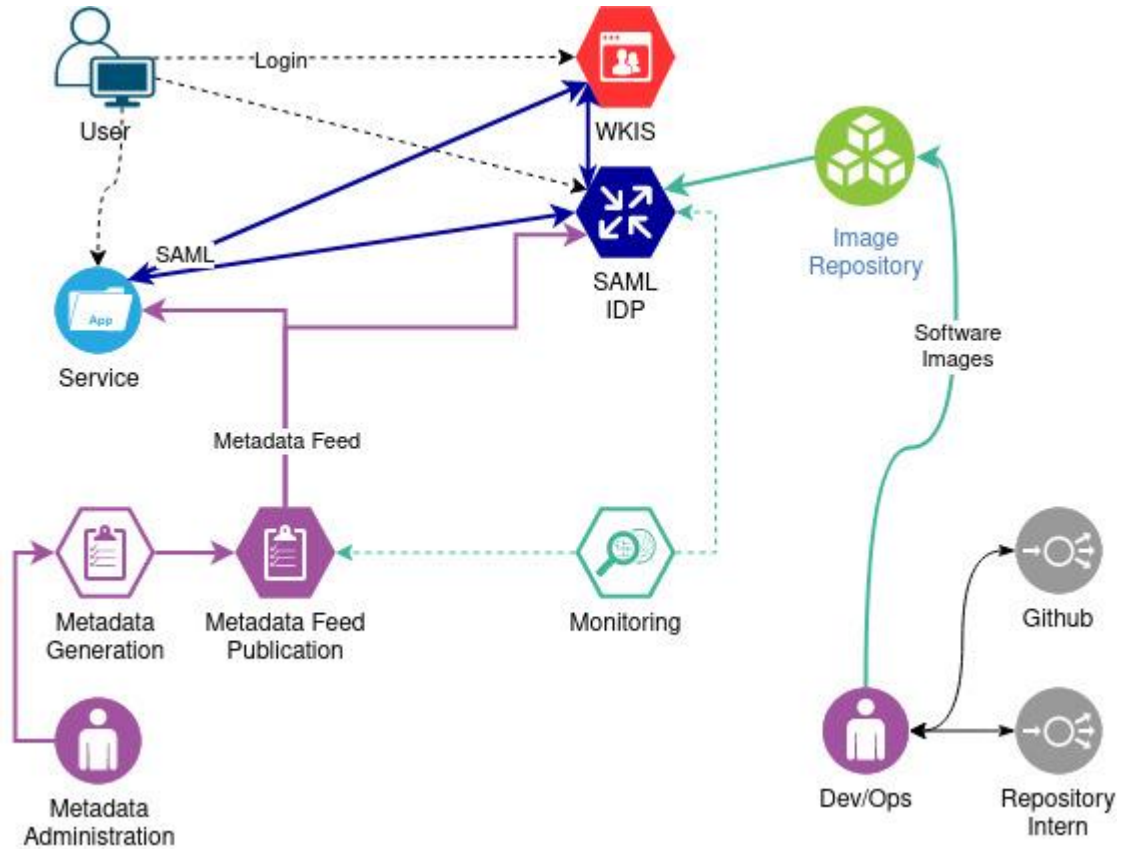 Login
User
WKIS
SAML
SAML
IDP
Image
Repository
App
Service
Software
Images
Metadata Feed
Metadata
Generation
Metadata Feed
Publication
Monitoring
Github
Metadata
Administration
Dev/Ops
Repository
Intern